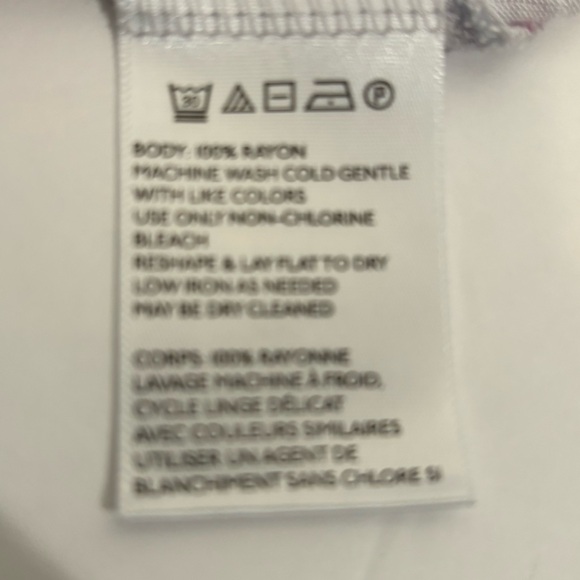 30
P
BODY: 100% RAYON
MACHINE WASH COLD GENTLE
WITH LIKE COLORS
USE ONLY NON-CHLORINE
BLEACH
RESHAPE & LAY FLAT TO DRY
LOW IRON AS NEEDED
MAY BE DRY CLEANED
CORPS: 100% RAYONNE
LAVAGE MACHINE À FROID,
CYCLE LINGE DÉLICAT
AVEC COULEURS SIMILAIRES
UTILISER UN AGENT DE
BLANCHIMENT SANS CHLORE SI